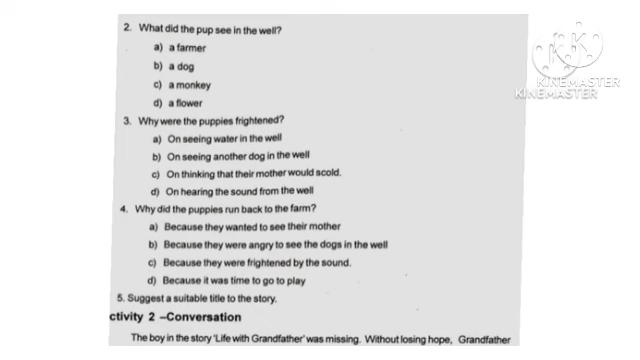 2. What did the pup see in the well?
a) a farmer
b) a dog
c) a monkey
d) a flower
3. Why were the puppies frightened?
a) On seeing water in the well
b) On seeing another dog in the well
c) On thinking that their mother would scold.
d) On hearing the sound from the well
4. Why did the puppies run back to the farm?
a) Because they wanted to see their mother
b) Because they were angry to see the dogs in the well
c) Because they were frightened by the sound.
d) Because it was time to go to play
5. Suggest a suitable title to the story.
ctivity 2 –Conversation
The boy in the story 'Life with Grandfather' was missing. Without losing hope, Grandfather
KINEMASTER
KINEMASTER